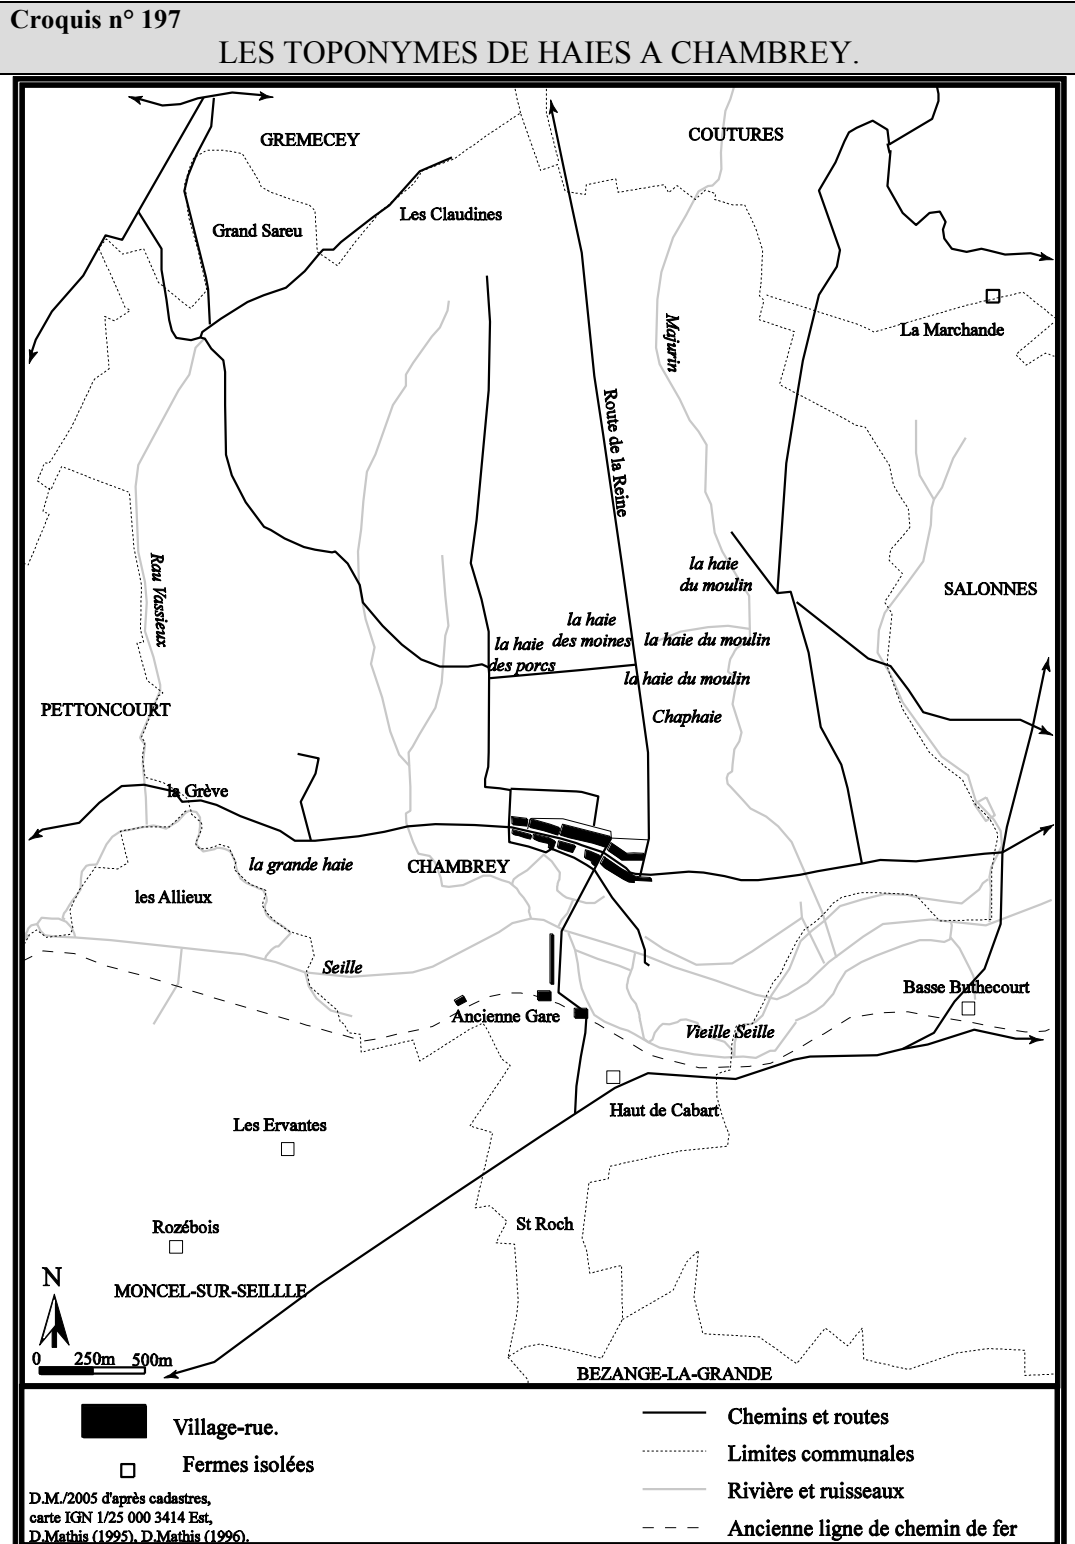 Croquis n° 197
LES TOPONYMES DE HAIES A CHAMBREY.
GREMECEY
COUTURES
Les Claudines
Grand Sareu
La Marchande
Majurin
Route de la Reine
Rau Vassieux
la haie
du moulin
SALONNES
la haie
des moines
la haie du moulin
la haie
des porcs
la haie du moulin
PETTONCOURT
Chaphaie
la Grève
la grande haie
CHAMBREY
les Allieux
Seille
Basse Buthecourt
Ancienne Gare
Vieille Seille
Haut de Cabart
Les Ervantes
St Roch
Rozébois
N
MONCEL-SUR-SEILLLE
0 250m 500m
BEZANGE-LA-GRANDE
Village-rue.
Fermes isolées
D.M./2005 d'après cadastres,
carte IGN 1/25 000 3414 Est,
D.Mathis (1995), D.Mathis (1996).
Chemins et routes
Limites communales
Rivière et ruisseaux
Ancienne ligne de chemin de fer